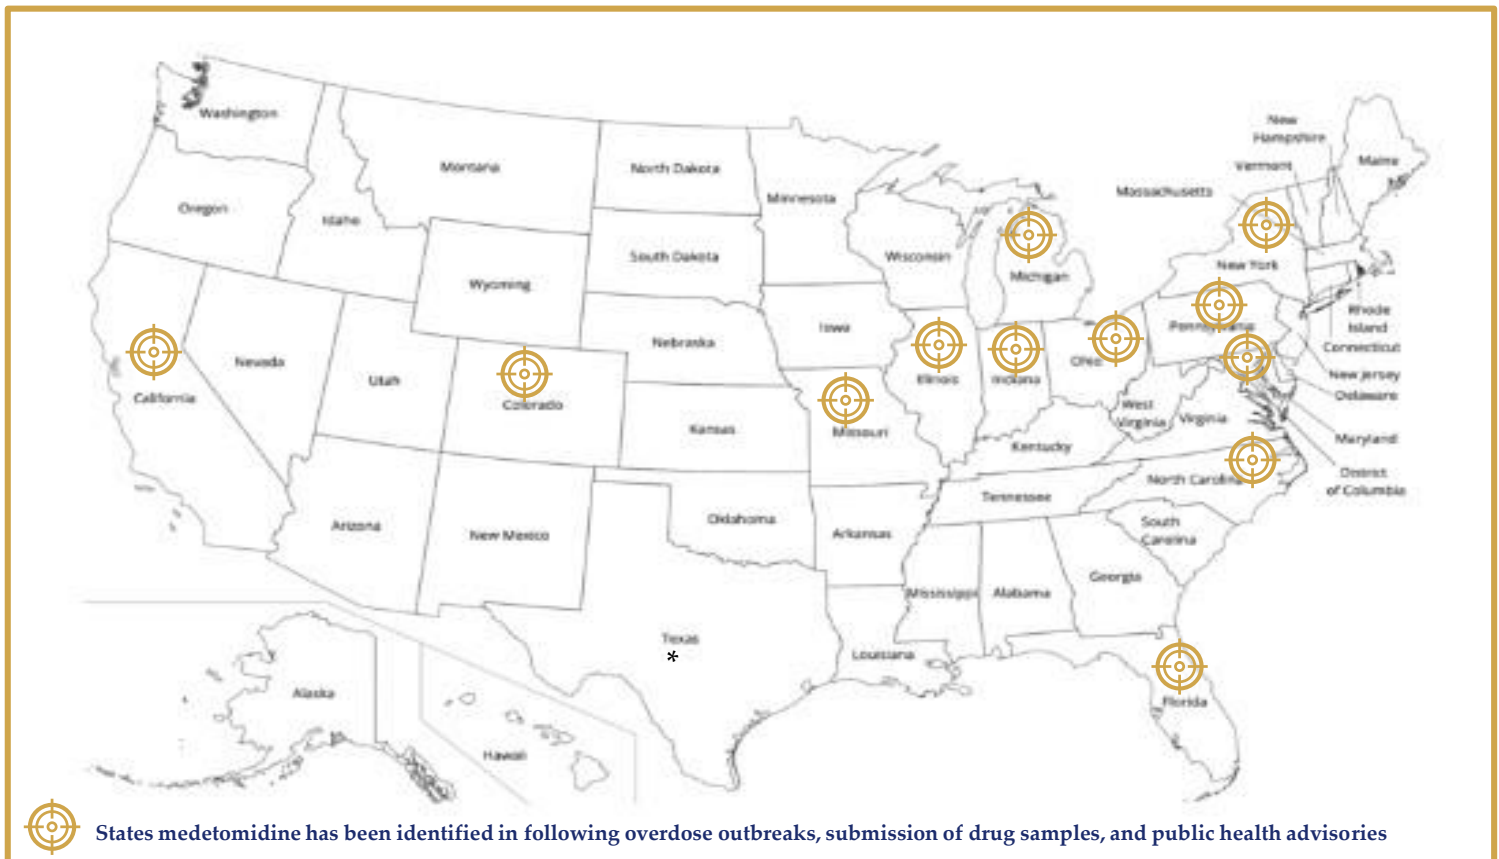 Washington
Montana
North Dakota
Minnesota
New
Hampshire
Vermont
Maine
Massachusetts
Oregon
Idaho
South Dakota
Wisconsin
Michigan
New York
Wyoming
Iowa
Pennsylvania
Rhode
Island
Connecticut
New Jersey
Delaware
Nevada
Utah
Nebraska
Illinois
Indiana
Ohio
California
Colorado
Kansas
Missouri
Kentucky
West
Virginia
Virginia
Maryland
District
of Columbia
North Carolina
Tennessee
Arizona
New Mexico
Oklahoma
Arkansas
South
Carolina
Georgia
Mississippi
Alabama
Texas
*
Louisiana
Florida
Alaska
Hawaii
States medetomidine has been identified in following overdose outbreaks, submission of drug samples, and public health advisories